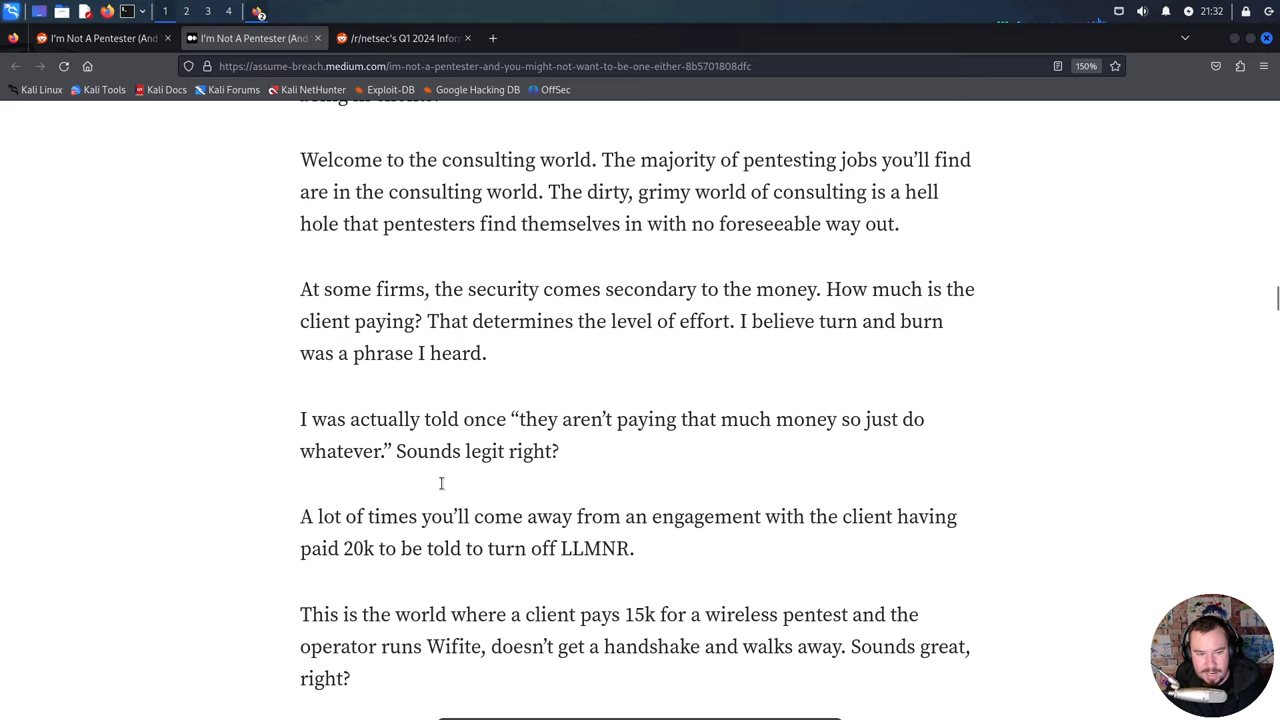 1 2 3 4 2 21:32
I'm Not A Pentester (And I'm Not A Pentester (And /r/netsec's Q1 2024 Infor
https://assume-breach.medium.com/im-not-a-pentester-and-you-might-not-want-to-be-one-either-8b5701808dfc 150%
Kali Linux Kali Tools Kali Docs Kali Forums Kali NetHunter Exploit-DB Google Hacking DB OffSec
Welcome to the consulting world. The majority of pentesting jobs you'll find
are in the consulting world. The dirty, grimy world of consulting is a hell
hole that pentesters find themselves in with no foreseeable way out.
At some firms, the security comes secondary to the money. How much is the
client paying? That determines the level of effort. I believe turn and burn
was a phrase I heard.
I was actually told once “they aren't paying that much money so just do
whatever.” Sounds legit right?
A lot of times you'll come away from an engagement with the client having
paid 20k to be told to turn off LLMNR.
This is the world where a client pays 15k for a wireless pentest and the
operator runs Wifite, doesn't get a handshake and walks away. Sounds great,
right?